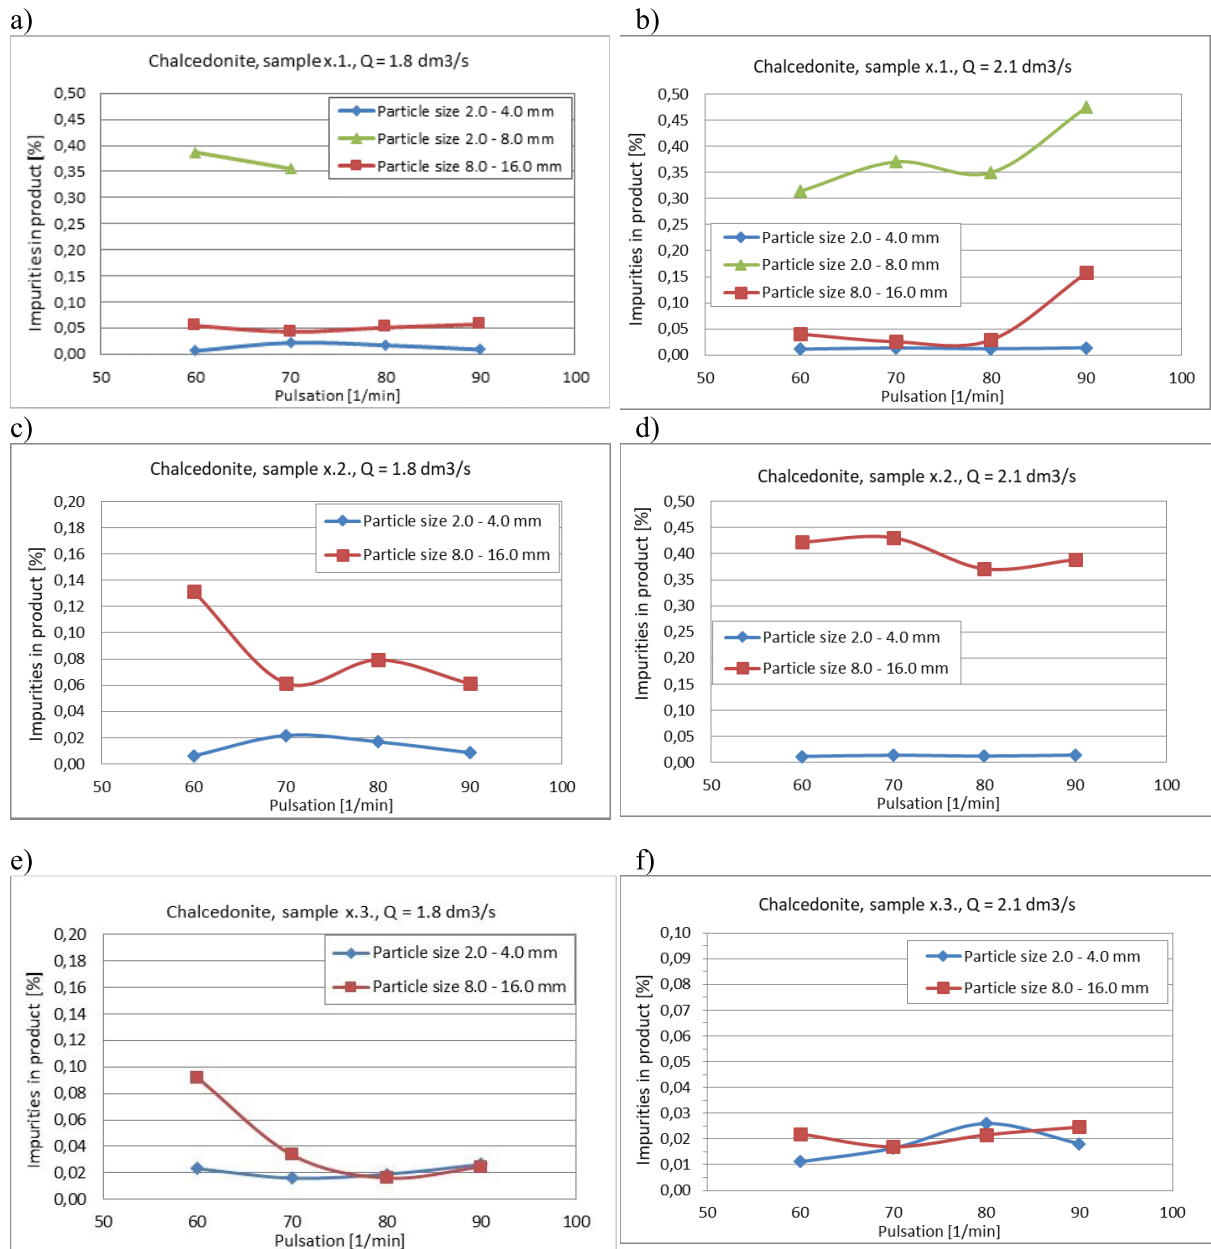 a)
Chalcedonite, sample x.1., Q = 1.8 dm3/s
Impurities in product [%]
0,50
0,45
0,40
0,35
0,30
0,25
0,20
0,15
0,10
0,05
0,00
Particle size 2.0 - 4.0 mm
Particle size 2.0 - 8.0 mm
Particle size 8.0 - 16.0 mm
50 60 70 80 90 100
Pulsation [1/min]
b)
Chalcedonite, sample x.1., Q = 2.1 dm3/s
Impurities in product [%]
0,50
0,45
0,40
0,35
0,30
0,25
0,20
0,15
0,10
0,05
0,00
Particle size 2.0 - 4.0 mm
Particle size 2.0 - 8.0 mm
Particle size 8.0 - 16.0 mm
50 60 70 80 90 100
Pulsation [1/min]
c)
Chalcedonite, sample x.2., Q = 1.8 dm3/s
Impurities in product [%]
0,20
0,18
0,16
0,14
0,12
0,10
0,08
0,06
0,04
0,02
0,00
Particle size 2.0 - 4.0 mm
Particle size 8.0 - 16.0 mm
50 60 70 80 90 100
Pulsation [1/min]
d)
Chalcedonite, sample x.2., Q = 2.1 dm3/s
Impurities in product [%]
0,50
0,45
0,40
0,35
0,30
0,25
0,20
0,15
0,10
0,05
0,00
Particle size 2.0 - 4.0 mm
Particle size 8.0 - 16.0 mm
50 60 70 80 90 100
Pulsation [1/min]
e)
Chalcedonite, sample x.3., Q = 1.8 dm3/s
Impurities in product [%]
0,20
0,18
0,16
0,14
0,12
0,10
0,08
0,06
0,04
0,02
0,00
Particle size 2.0 - 4.0 mm
Particle size 8.0 - 16.0 mm
50 60 70 80 90 100
Pulsation [1/min]
f)
Chalcedonite, sample x.3., Q = 2.1 dm3/s
Impurities in product [%]
0,10
0,09
0,08
0,07
0,06
0,05
0,04
0,03
0,02
0,01
0,00
Particle size 2.0 - 4.0 mm
Particle size 8.0 - 16.0 mm
50 60 70 80 90 100
Pulsation [1/min]